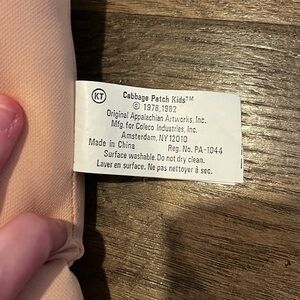 KT
Cabbage Patch Kids™
© 1978, 1982
Original Appalachian Artworks, Inc.
Mfg. for Coleco Industries, Inc.
Amsterdam, NY 12010
Made in China Reg. No. PA-1044
Surface washable. Do not dry clean.
Laver en surface. Ne pas nettoyer à sec.